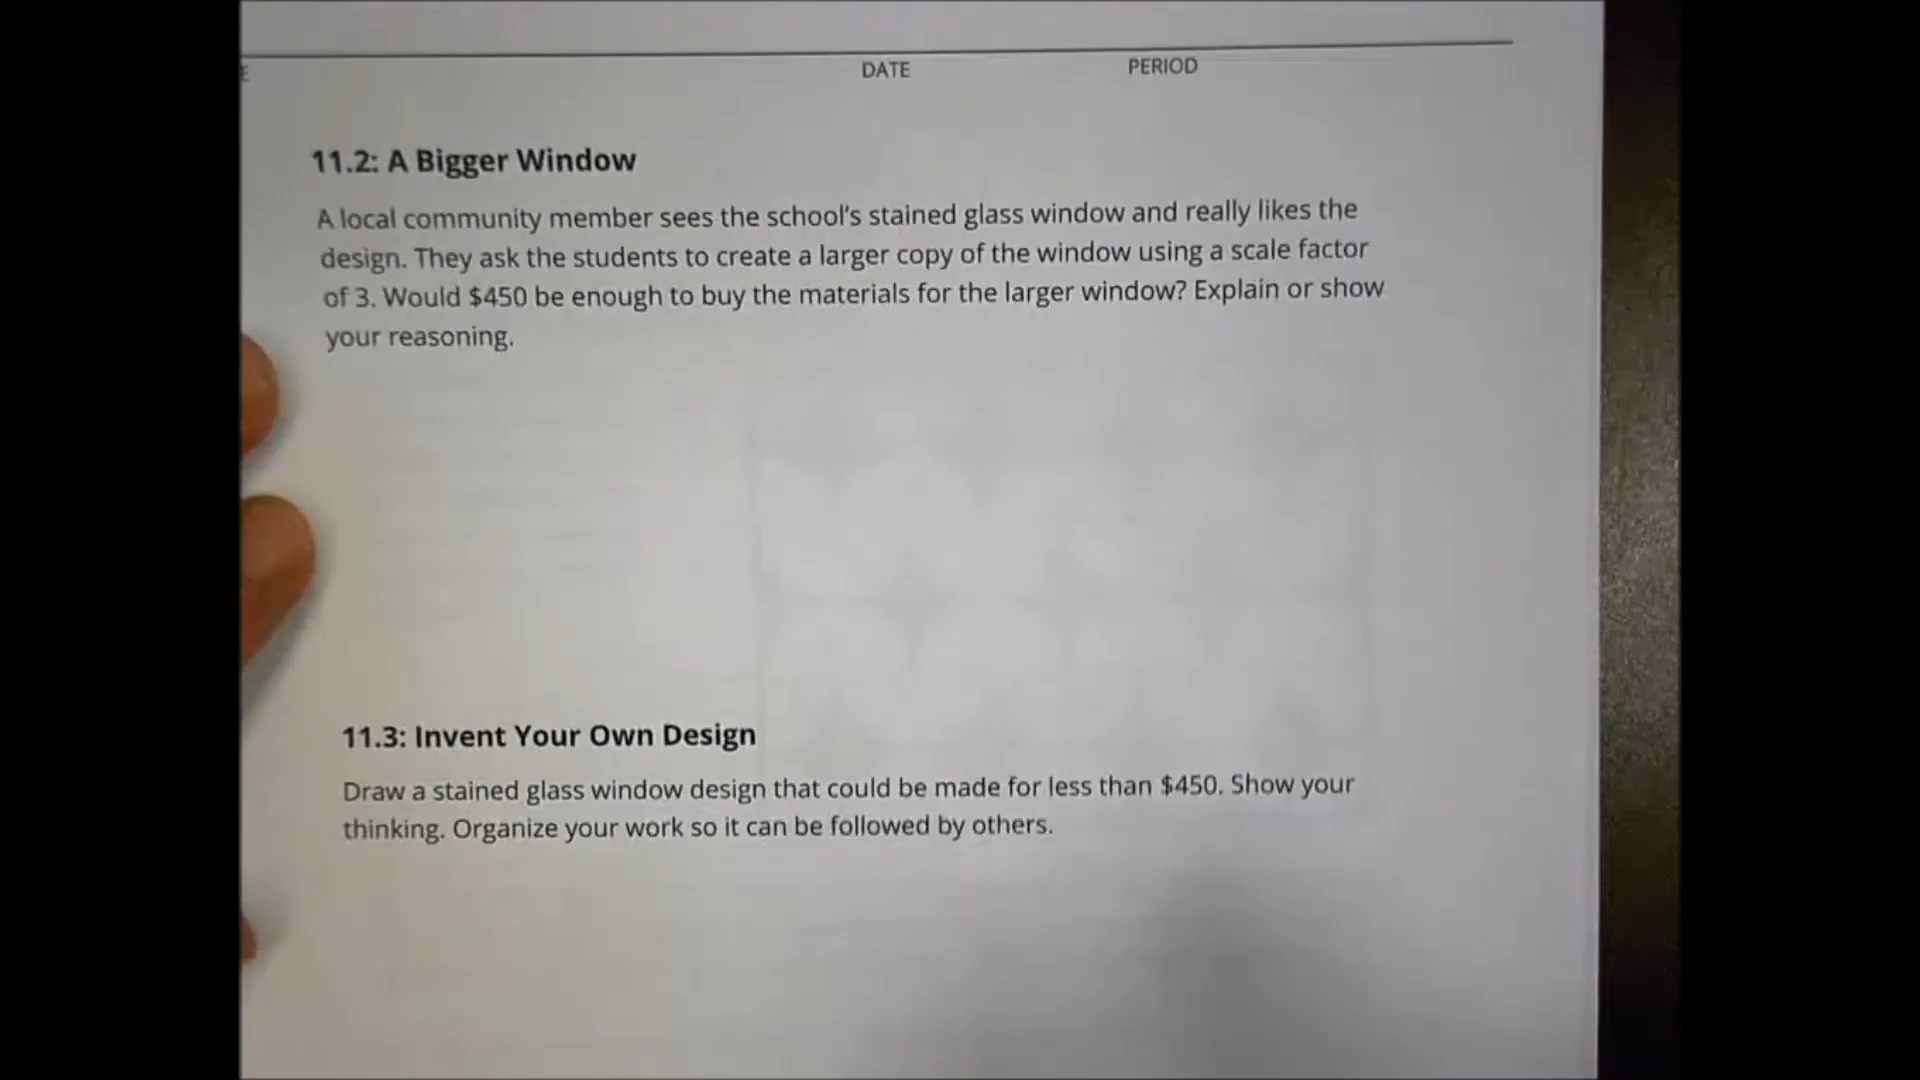 DATE PERIOD
11.2: A Bigger Window
A local community member sees the school's stained glass window and really likes the
design. They ask the students to create a larger copy of the window using a scale factor
of 3. Would $450 be enough to buy the materials for the larger window? Explain or show
your reasoning.
11.3: Invent Your Own Design
Draw a stained glass window design that could be made for less than $450. Show your
thinking. Organize your work so it can be followed by others.